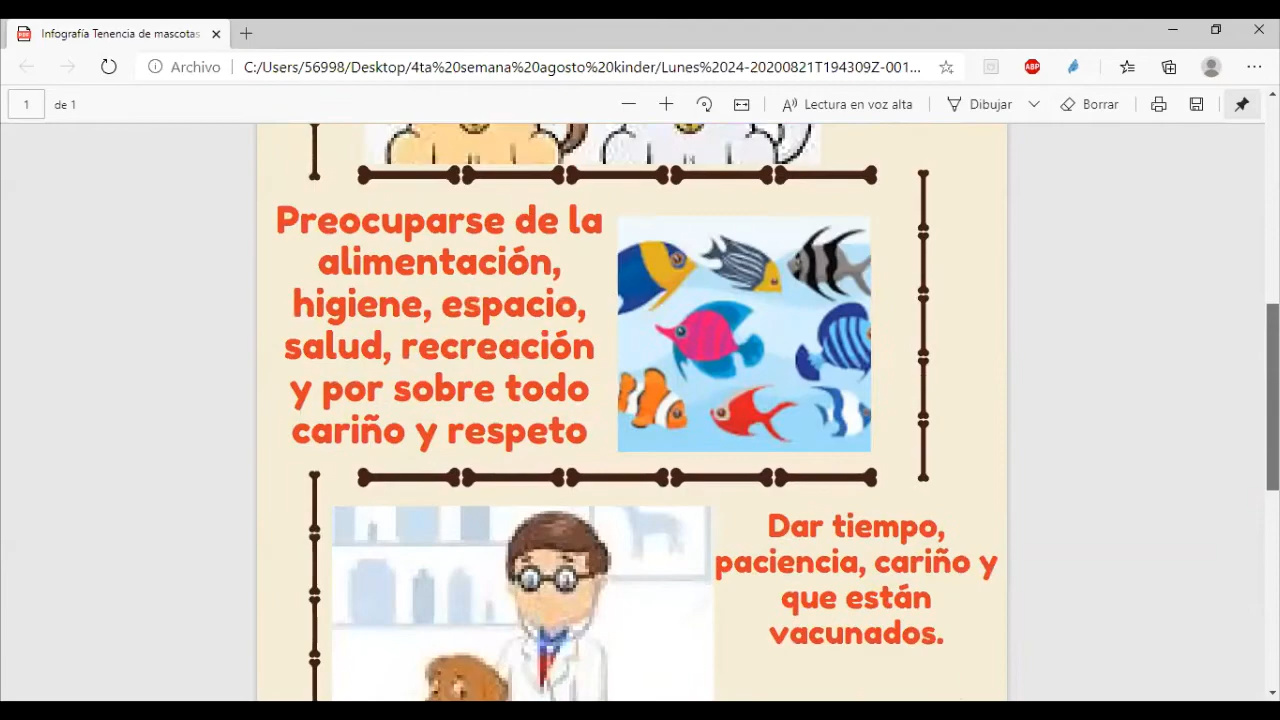 Infografía Tenencia de mascotas
Archivo
C:/Users/56998/Desktop/4ta%20semana%20agosto%20kinder/Lunes%2024-20200821T194309Z-001...
ABP
1 de 1
Lectura en voz alta
Dibujar
Borrar
Preocuparse de la
alimentación,
higiene, espacio,
salud, recreación
y por sobre todo
cariño y respeto
Dar tiempo,
paciencia, cariño y
que están
vacunados.